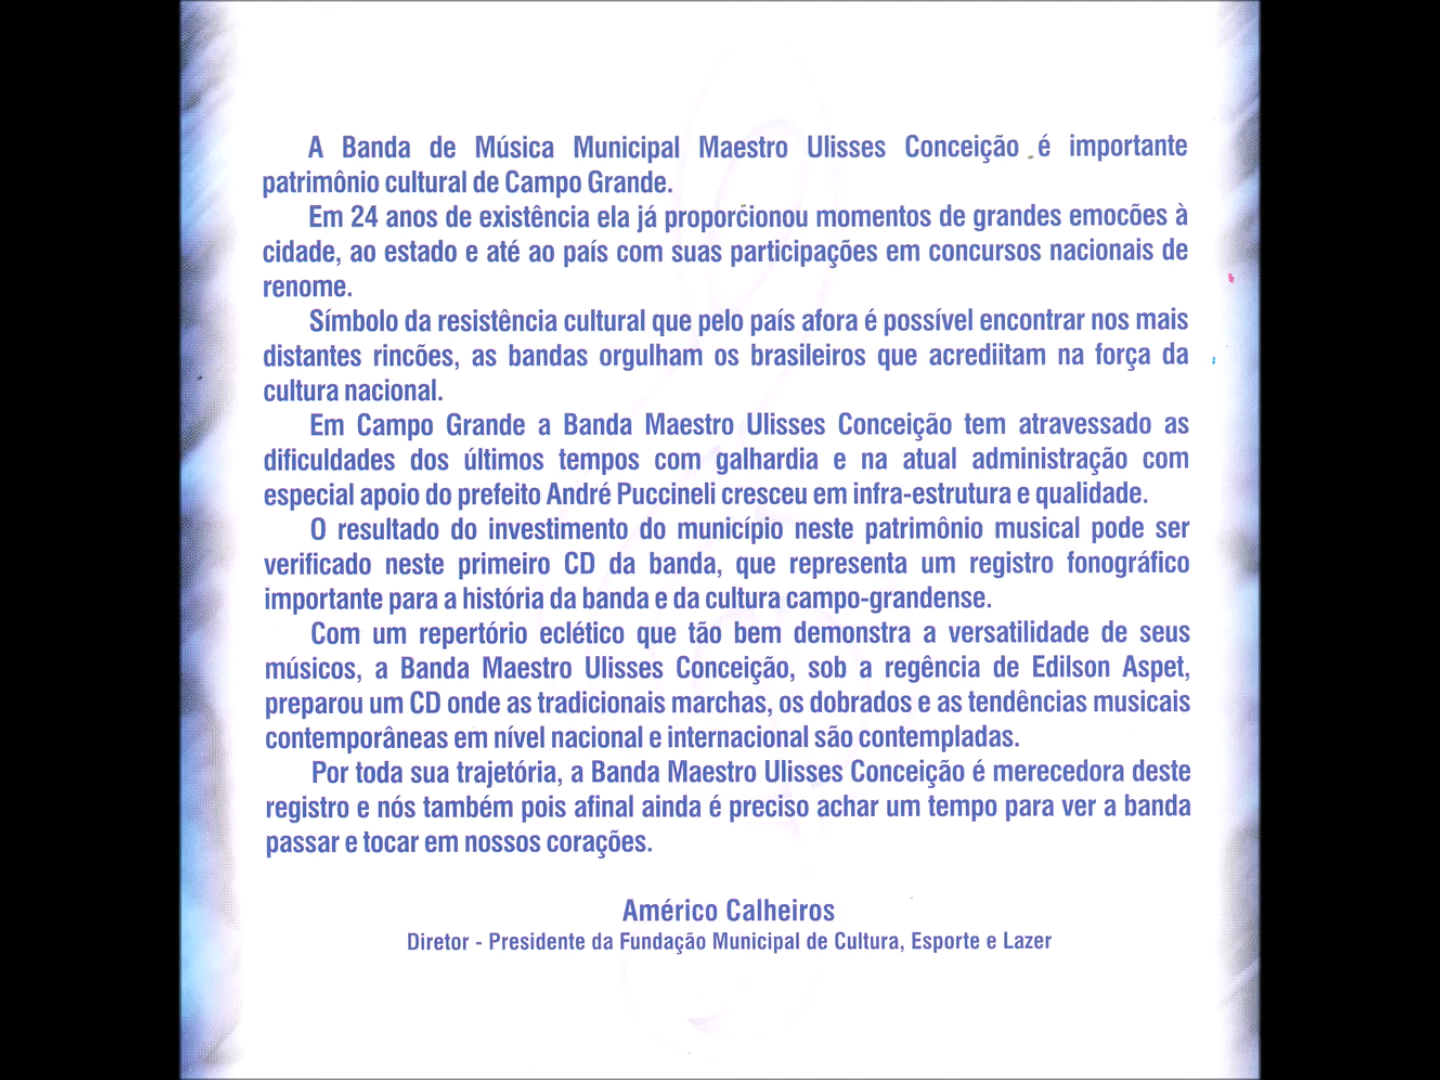 A Banda de Música Municipal Maestro Ulisses Conceição é importante
patrimônio cultural de Campo Grande.
Em 24 anos de existência ela já proporcionou momentos de grandes emocões à
cidade, ao estado e até ao país com suas participações em concursos nacionais de
renome.
Símbolo da resistência cultural que pelo país afora é possível encontrar nos mais
distantes rincões, as bandas orgulham os brasileiros que acrediitam na força da
cultura nacional.
Em Campo Grande a Banda Maestro Ulisses Conceição tem atravessado as
dificuldades dos últimos tempos com galhardia e na atual administração com
especial apoio do prefeito André Puccineli cresceu em infra-estrutura e qualidade.
O resultado do investimento do município neste patrimônio musical pode ser
verificado neste primeiro CD da banda, que representa um registro fonográfico
importante para a história da banda e da cultura campo-grandense.
Com um repertório eclético que tão bem demonstra a versatilidade de seus
músicos, a Banda Maestro Ulisses Conceição, sob a regência de Edilson Aspet,
preparou um CD onde as tradicionais marchas, os dobrados e as tendências musicais
contemporâneas em nível nacional e internacional são contempladas.
Por toda sua trajetória, a Banda Maestro Ulisses Conceição é merecedora deste
registro e nós também pois afinal ainda é preciso achar um tempo para ver a banda
passar e tocar em nossos corações.
Américo Calheiros
Diretor - Presidente da Fundação Municipal de Cultura, Esporte e Lazer